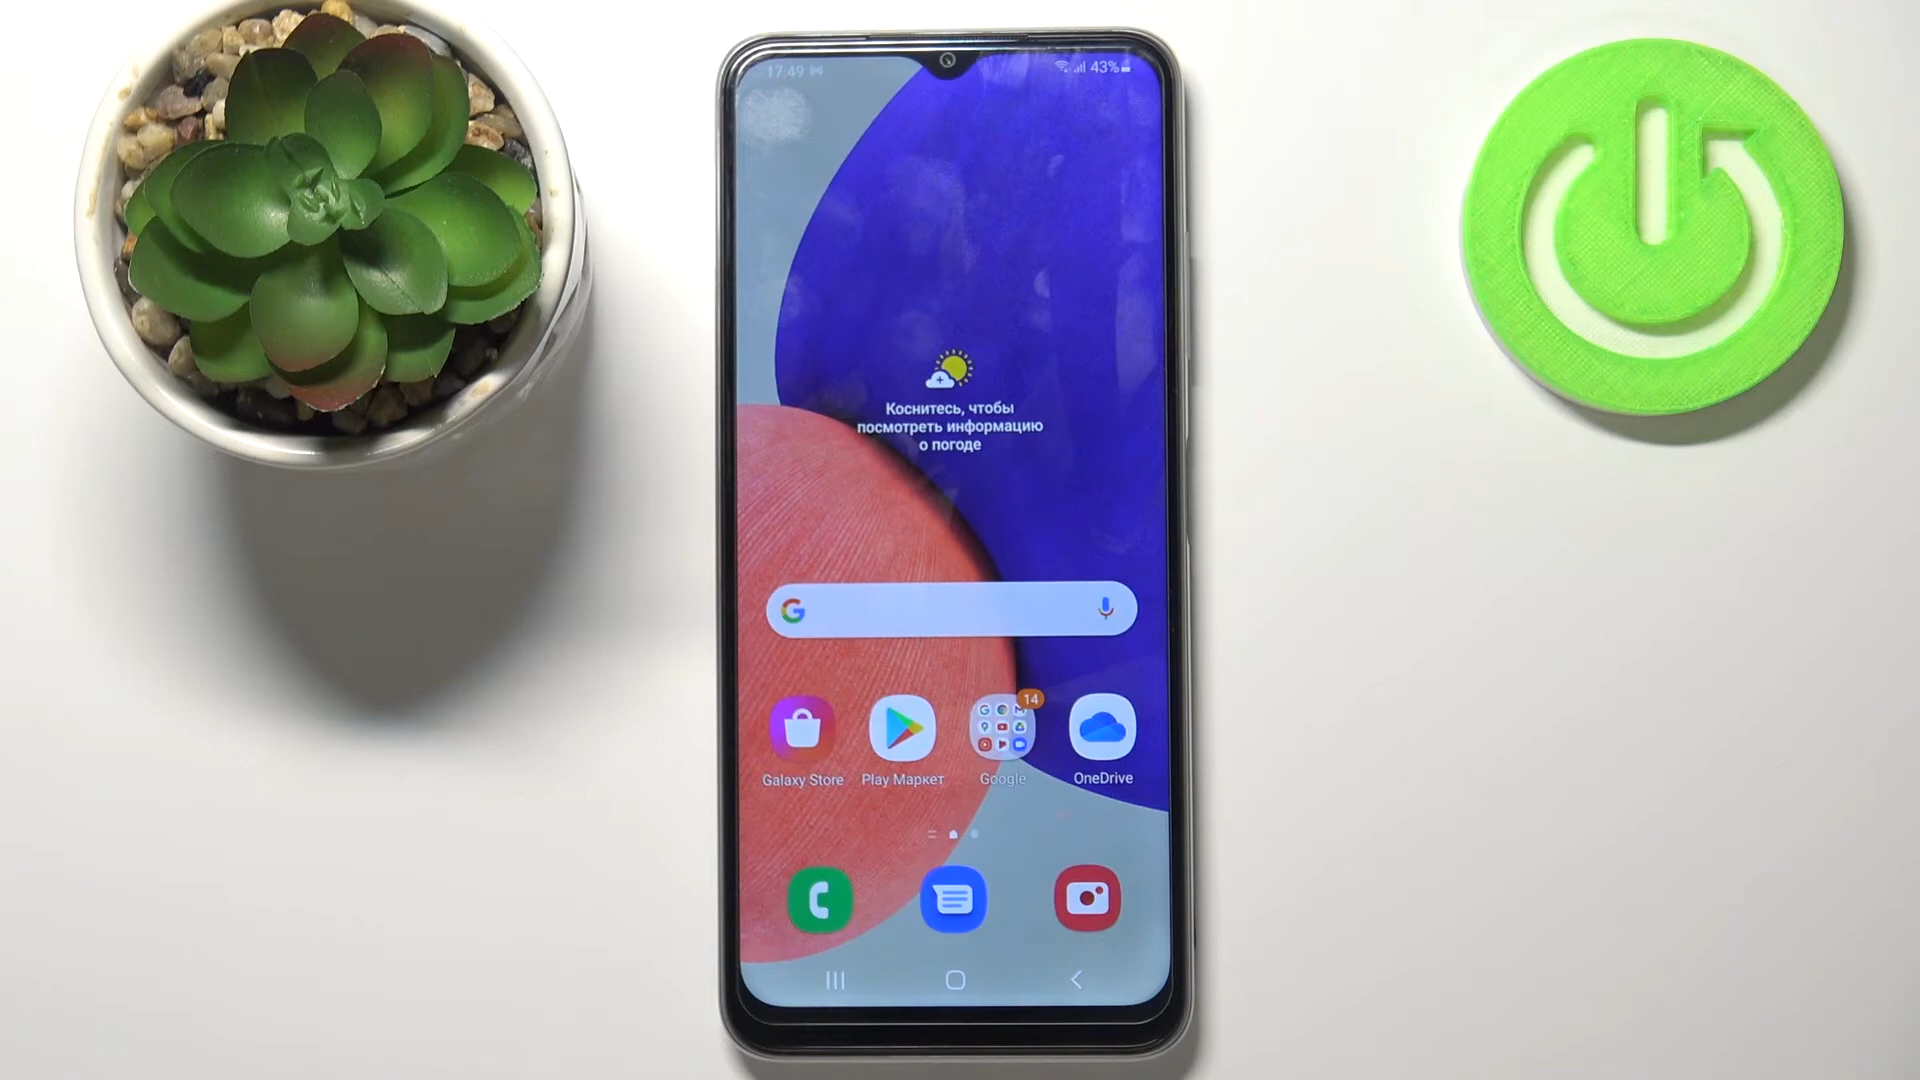 17:49
43%
Коснитесь, чтобы
посмотреть информацию
о погоде
14
Galaxy Store
Play Маркет
Google
OneDrive